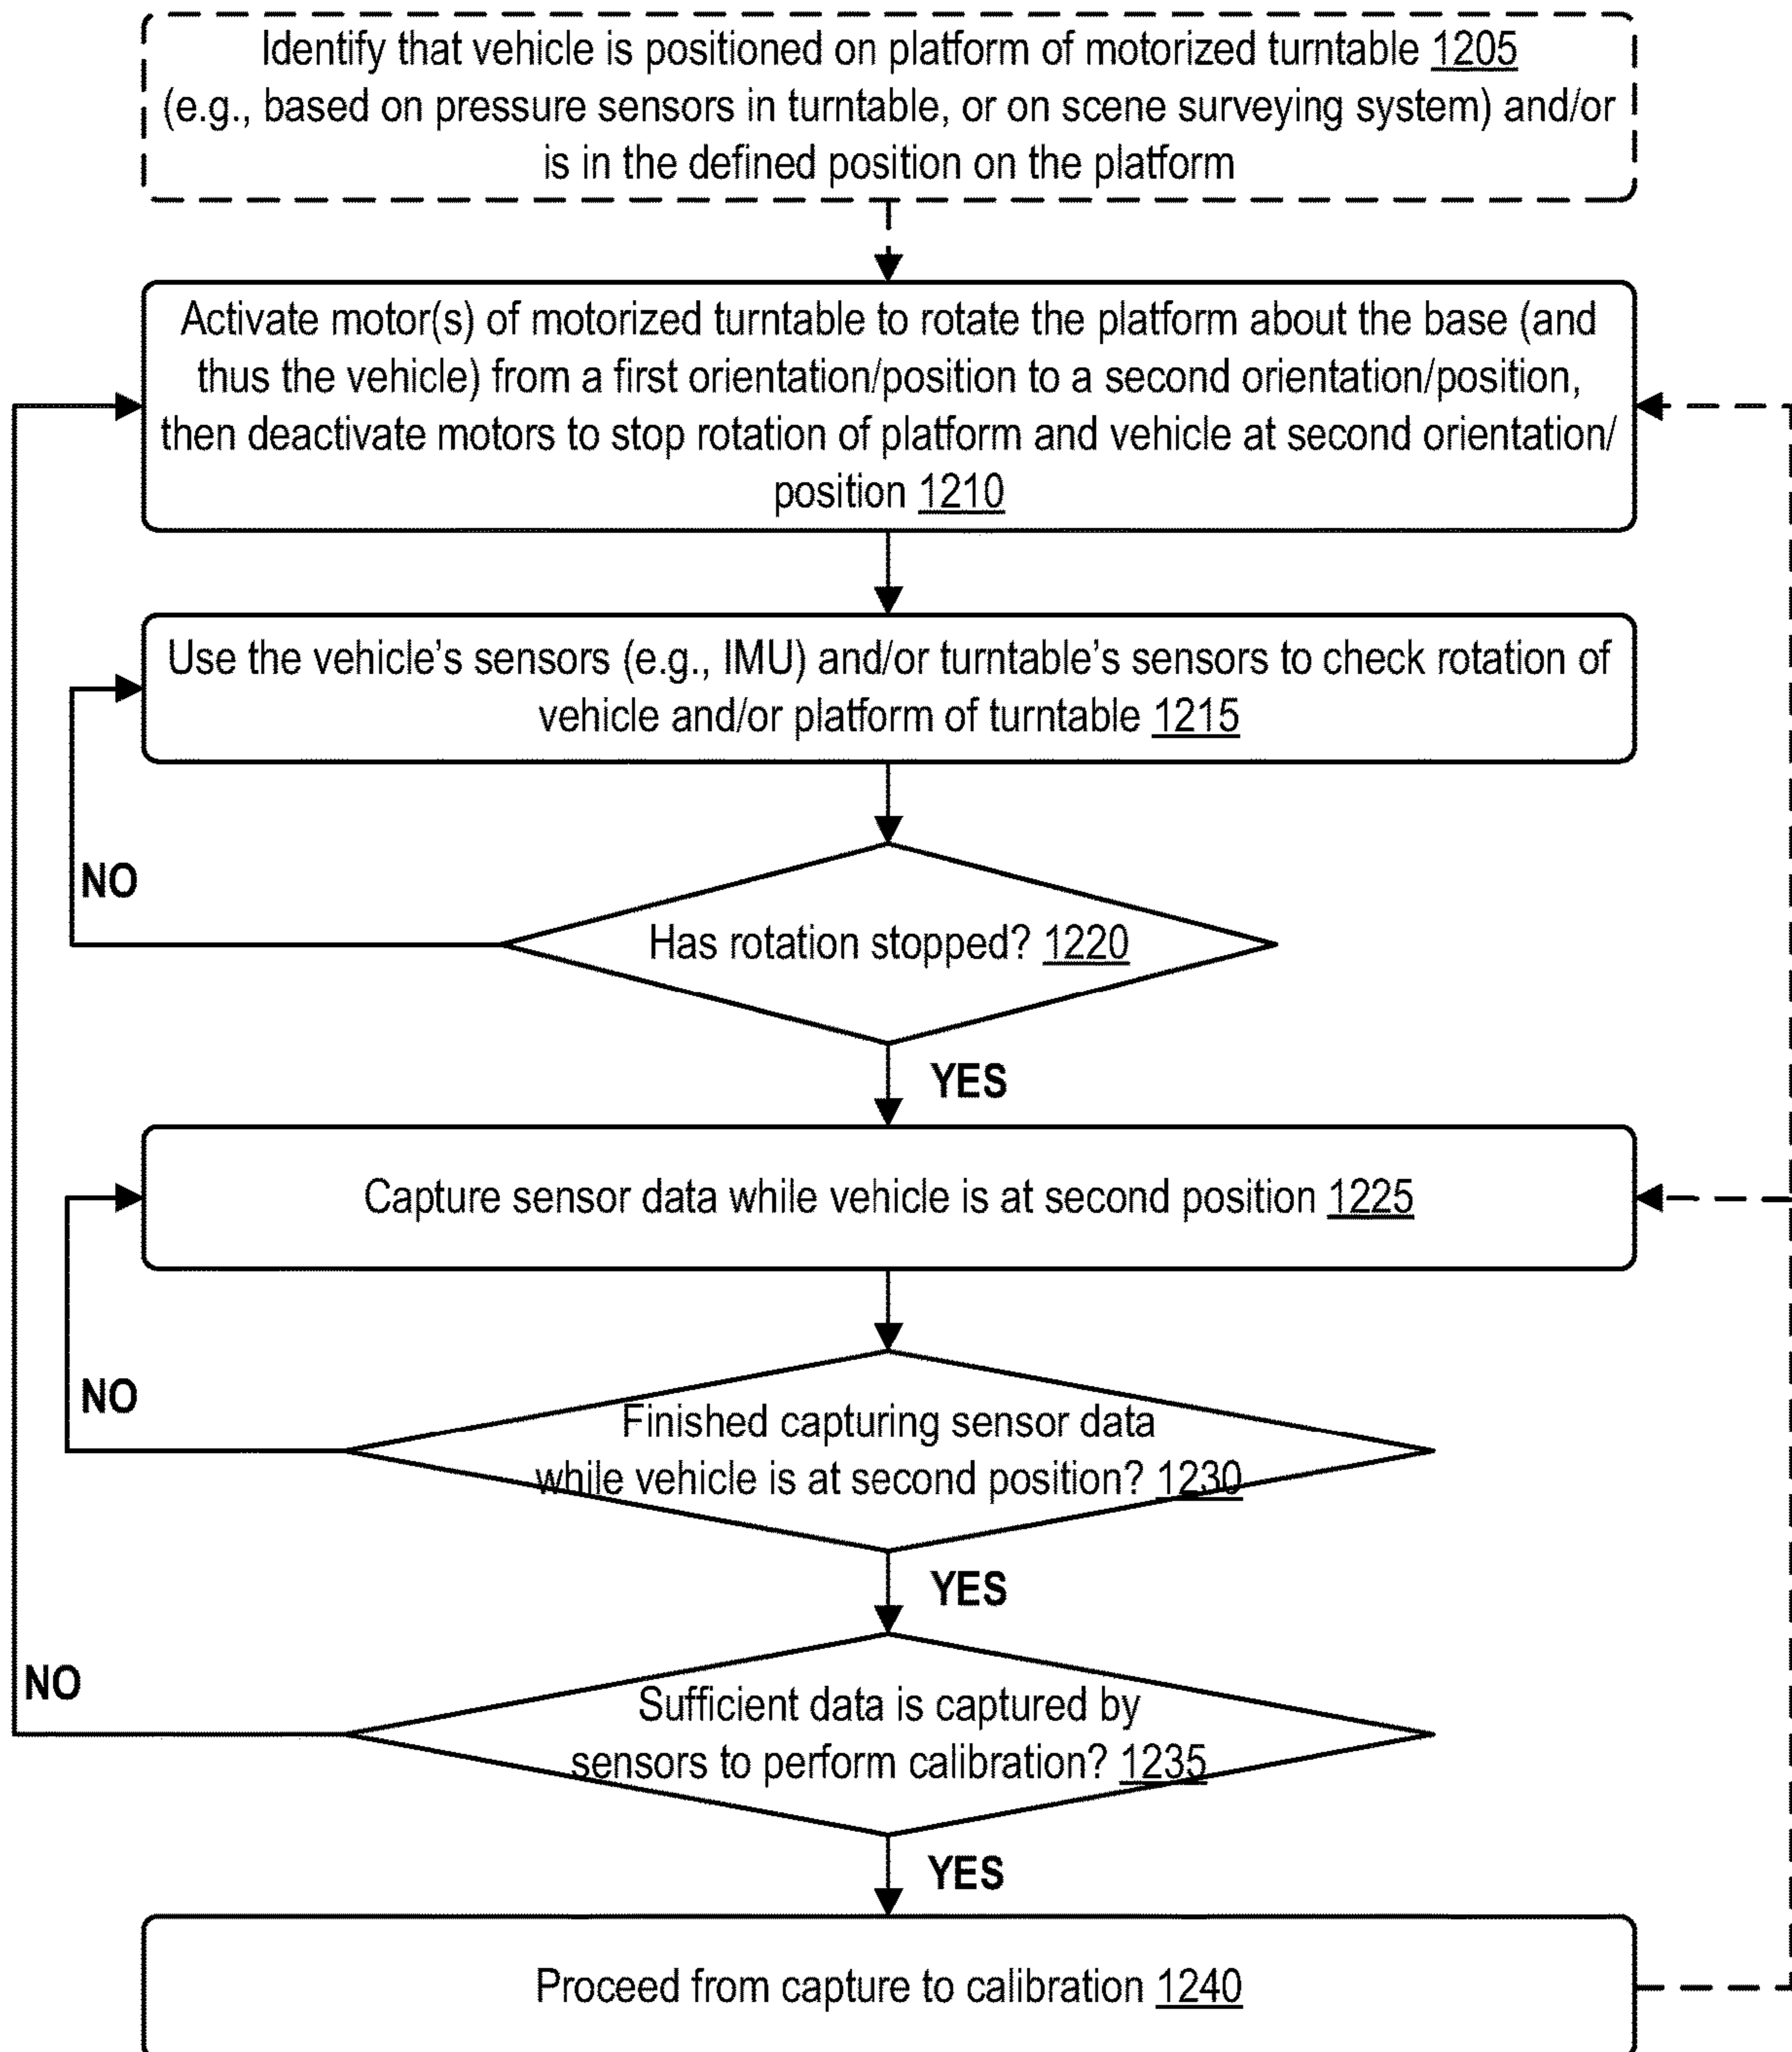 Identify that vehicle is positioned on platform of motorized turntable 1205
(e.g., based on pressure sensors in turntable, or on scene surveying system) and/or
is in the defined position on the platform
Activate motor(s) of motorized turntable to rotate the platform about the base (and
thus the vehicle) from a first orientation/position to a second orientation/position,
then deactivate motors to stop rotation of platform and vehicle at second orientation/
position 1210
Use the vehicle's sensors (e.g., IMU) and/or turntable's sensors to check rotation of
vehicle and/or platform of turntable 1215
NO
Has rotation stopped? 1220
YES
Capture sensor data while vehicle is at second position 1225
NO
Finished capturing sensor data
while vehicle is at second position? 1230
YES
NO
Sufficient data is captured by
sensors to perform calibration? 1235
YES
Proceed from capture to calibration 1240